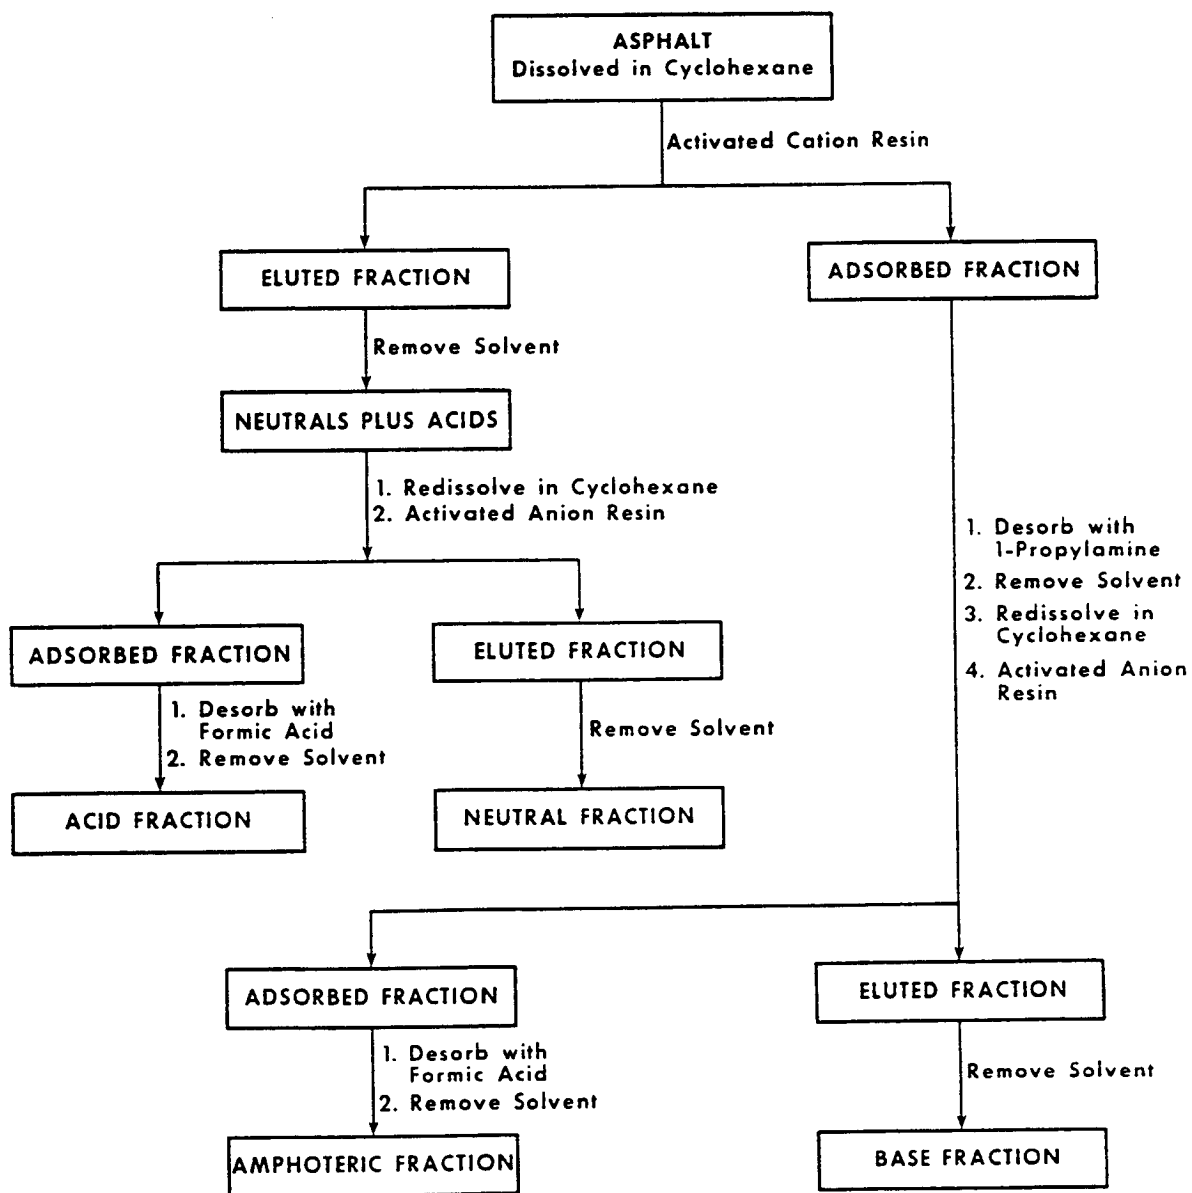 ASPHALT
Dissolved in Cyclohexane
Activated Cation Resin
ELUTED FRACTION
ADSORBED FRACTION
Remove Solvent
NEUTRALS PLUS ACIDS
1. Redissolve in Cyclohexane
2. Activated Anion Resin
1. Desorb with
1-Propylamine
2. Remove Solvent
3. Redissolve in
Cyclohexane
4. Activated Anion
Resin
ADSORBED FRACTION
ELUTED FRACTION
1. Desorb with
Formic Acid
2. Remove Solvent
Remove Solvent
ACID FRACTION
NEUTRAL FRACTION
ADSORBED FRACTION
ELUTED FRACTION
1. Desorb with
Formic Acid
2. Remove Solvent
Remove Solvent
AMPHOTERIC FRACTION
BASE FRACTION